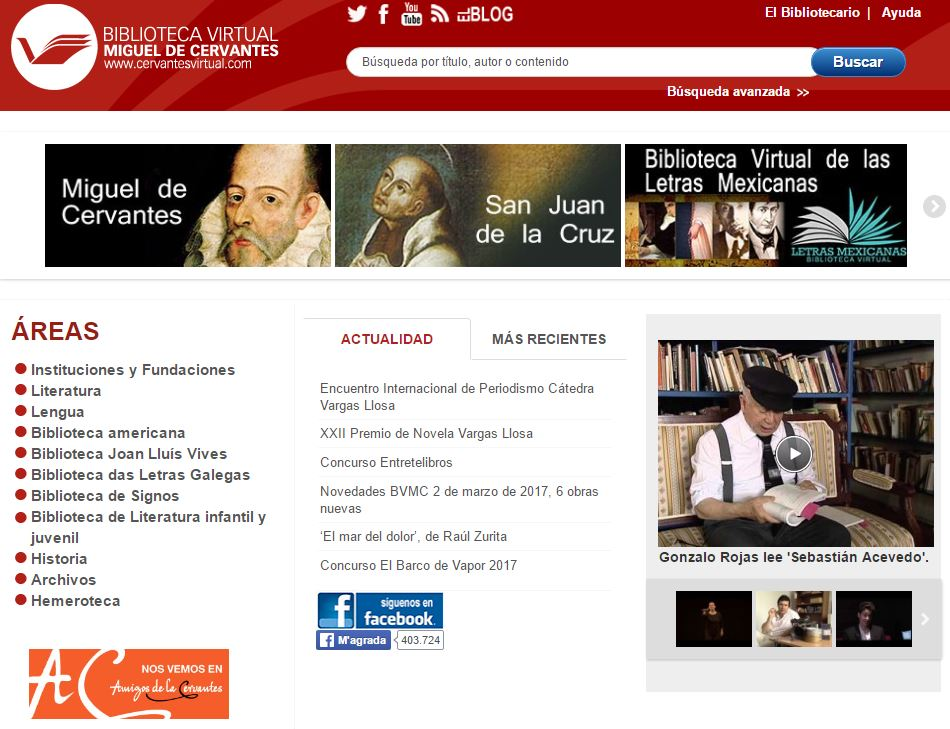 BIBLIOTECA VIRTUAL
MIGUEL DE CERVANTES
www.cervantesvirtual.com
You
Tube
BLOG
El Bibliotecario | Ayuda
Búsqueda por título, autor o contenido
Buscar
Búsqueda avanzada >>
Miguel de
Cervantes
San Juan
de la Cruz
Biblioteca Virtual de las
Letras Mexicanas
LETRAS MEXICANAS
BIBLIOTECA VIRTUAL
ÁREAS
Instituciones y Fundaciones
Literatura
Lengua
Biblioteca americana
Biblioteca Joan Lluís Vives
Biblioteca das Letras Galegas
Biblioteca de Signos
Biblioteca de Literatura infantil y
juvenil
Historia
Archivos
Hemeroteca
AC
NOS VEMOS EN
Amigos de la Cervantes
ACTUALIDAD
MÁS RECIENTES
Encuentro Internacional de Periodismo Cátedra
Vargas Llosa
XXII Premio de Novela Vargas Llosa
Concurso Entretelibros
Novedades BVMC 2 de marzo de 2017, 6 obras
nuevas
‘El mar del dolor’, de Raúl Zurita
Concurso El Barco de Vapor 2017
f síguenos en
facebook.
f M'agrada 403.724
Gonzalo Rojas lee 'Sebastián Acevedo'.